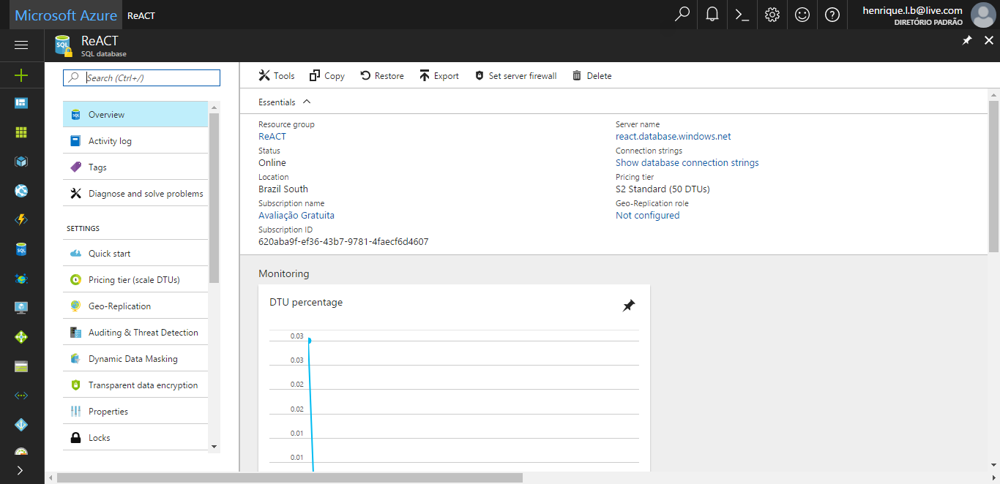 Microsoft Azure ReACT
henrique.l.b@live.com
DIRETÓRIO PADRÃO
ReACT
SQL database
Search (Ctrl+/)
Overview
Activity log
Tags
Diagnose and solve problems
SETTINGS
Quick start
Pricing tier (scale DTUs)
Geo-Replication
Auditing & Threat Detection
Dynamic Data Masking
Transparent data encryption
Properties
Locks
Tools Copy Restore Export Set server firewall Delete
Essentials
Resource group
ReACT
Status
Online
Location
Brazil South
Subscription name
Avaliação Gratuita
Subscription ID
620aba9f-ef36-43b7-9781-4faecf6d4607
Server name
react.database.windows.net
Connection strings
Show database connection strings
Pricing tier
S2 Standard (50 DTUs)
Geo-Replication role
Not configured
Monitoring
DTU percentage
0.03
0.03
0.02
0.02
0.01
0.01